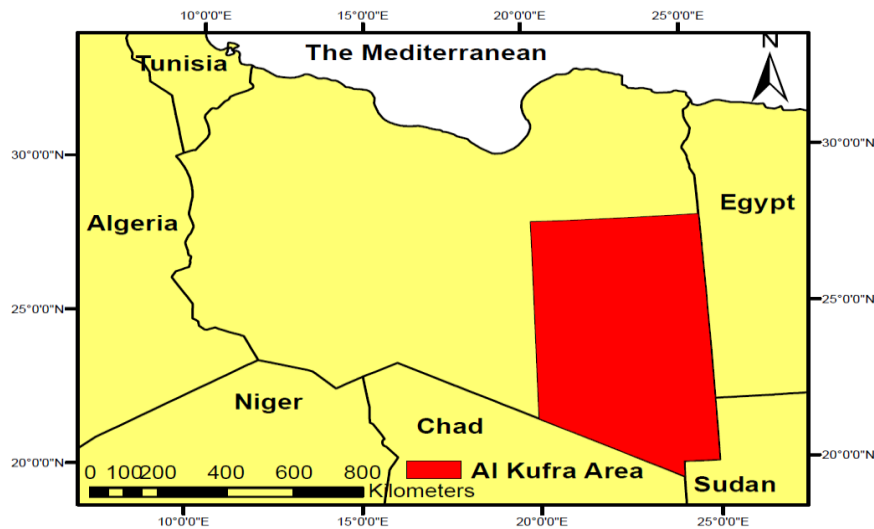 10°0'0"E 15°0'0"E 20°0'0"E 25°0'0"E
The Mediterranean
N
Tunisia
30°0'0"N 30°0'0"N
Algeria
Egypt
25°0'0"N 25°0'0"N
Niger
Chad
20°0'0"N 20°0'0"N
Al Kufra Area
Sudan
0 100 200 400 600 800
Kilometers
10°0'0"E 15°0'0"E 20°0'0"E 25°0'0"E